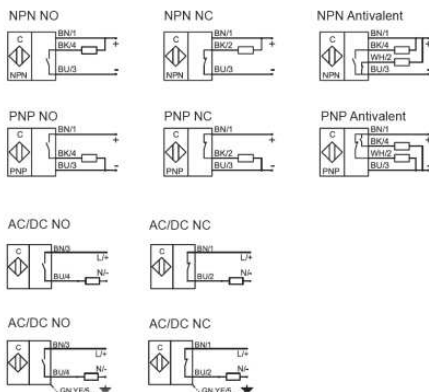 NPN NO
NPN NC
NPN Antivalent
C
BN/1
BK/4
+
NPN
BU/3
-
C
BN/1
BK/2
+
NPN
BU/3
-
C
BN/1
BK/4
WH/2
+
NPN
BU/3
-
PNP NO
PNP NC
PNP Antivalent
C
BN/1
+
BK/4
PNP
BU/3
-
C
BN/1
+
BK/2
PNP
BU/3
-
C
BN/1
BK/4
+
WH/2
PNP
BU/3
-
AC/DC NO
AC/DC NC
C
BN/3
L/+
N/-
BU/4
C
BN/1
L/+
N/-
BU/2
AC/DC NO
AC/DC NC
C
BN/3
L/+
N/-
BU/4
GN.YE/5
C
BN/1
L/+
N/-
BU/2
GN.YE/5